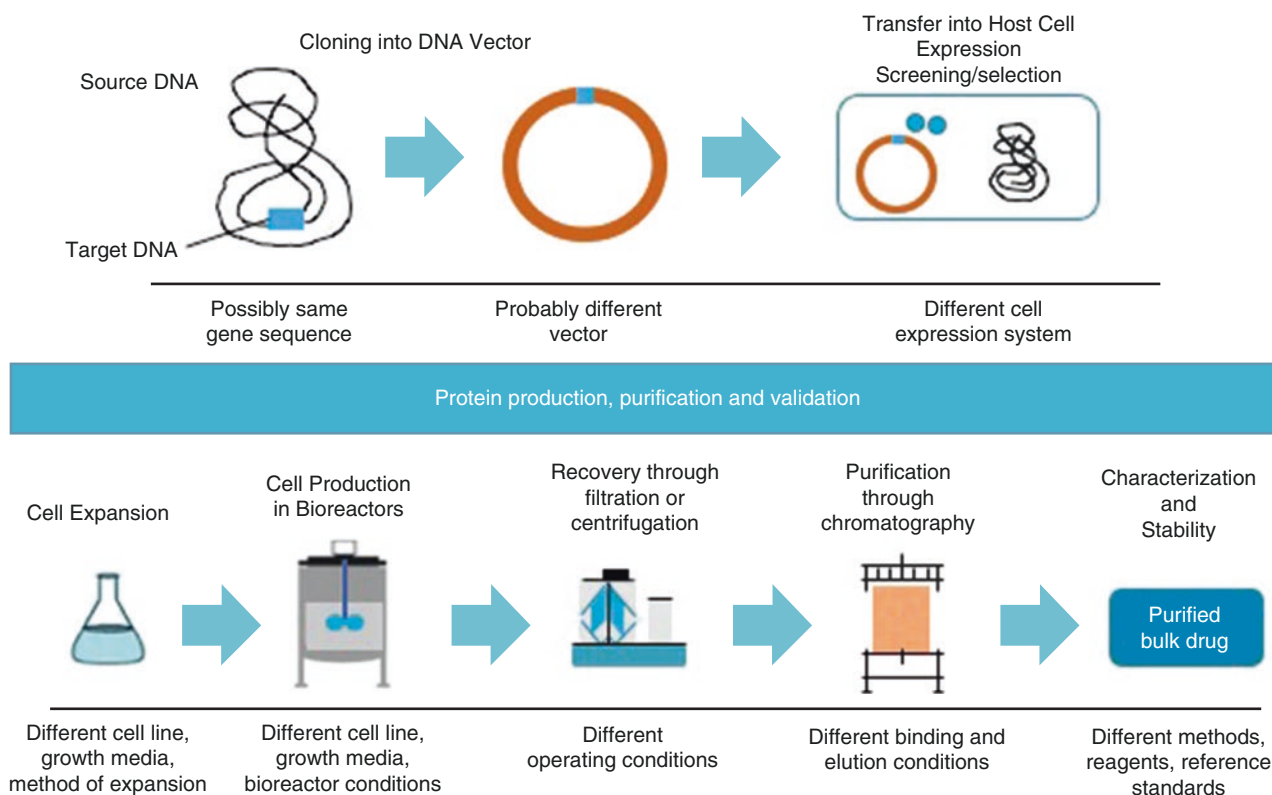 Cloning into DNA Vector
Transfer into Host Cell
Expression
Screening/selection
Source DNA
Target DNA
Possibly same
gene sequence
Probably different
vector
Different cell
expression system
Protein production, purification and validation
Cell Expansion
Cell Production
in Bioreactors
Recovery through
filtration or
centrifugation
Purification
through
chromatography
Characterization
and
Stability
Purified
bulk drug
Different cell line,
growth media,
method of expansion
Different cell line,
growth media,
bioreactor conditions
Different
operating conditions
Different binding and
elution conditions
Different methods,
reagents, reference
standards